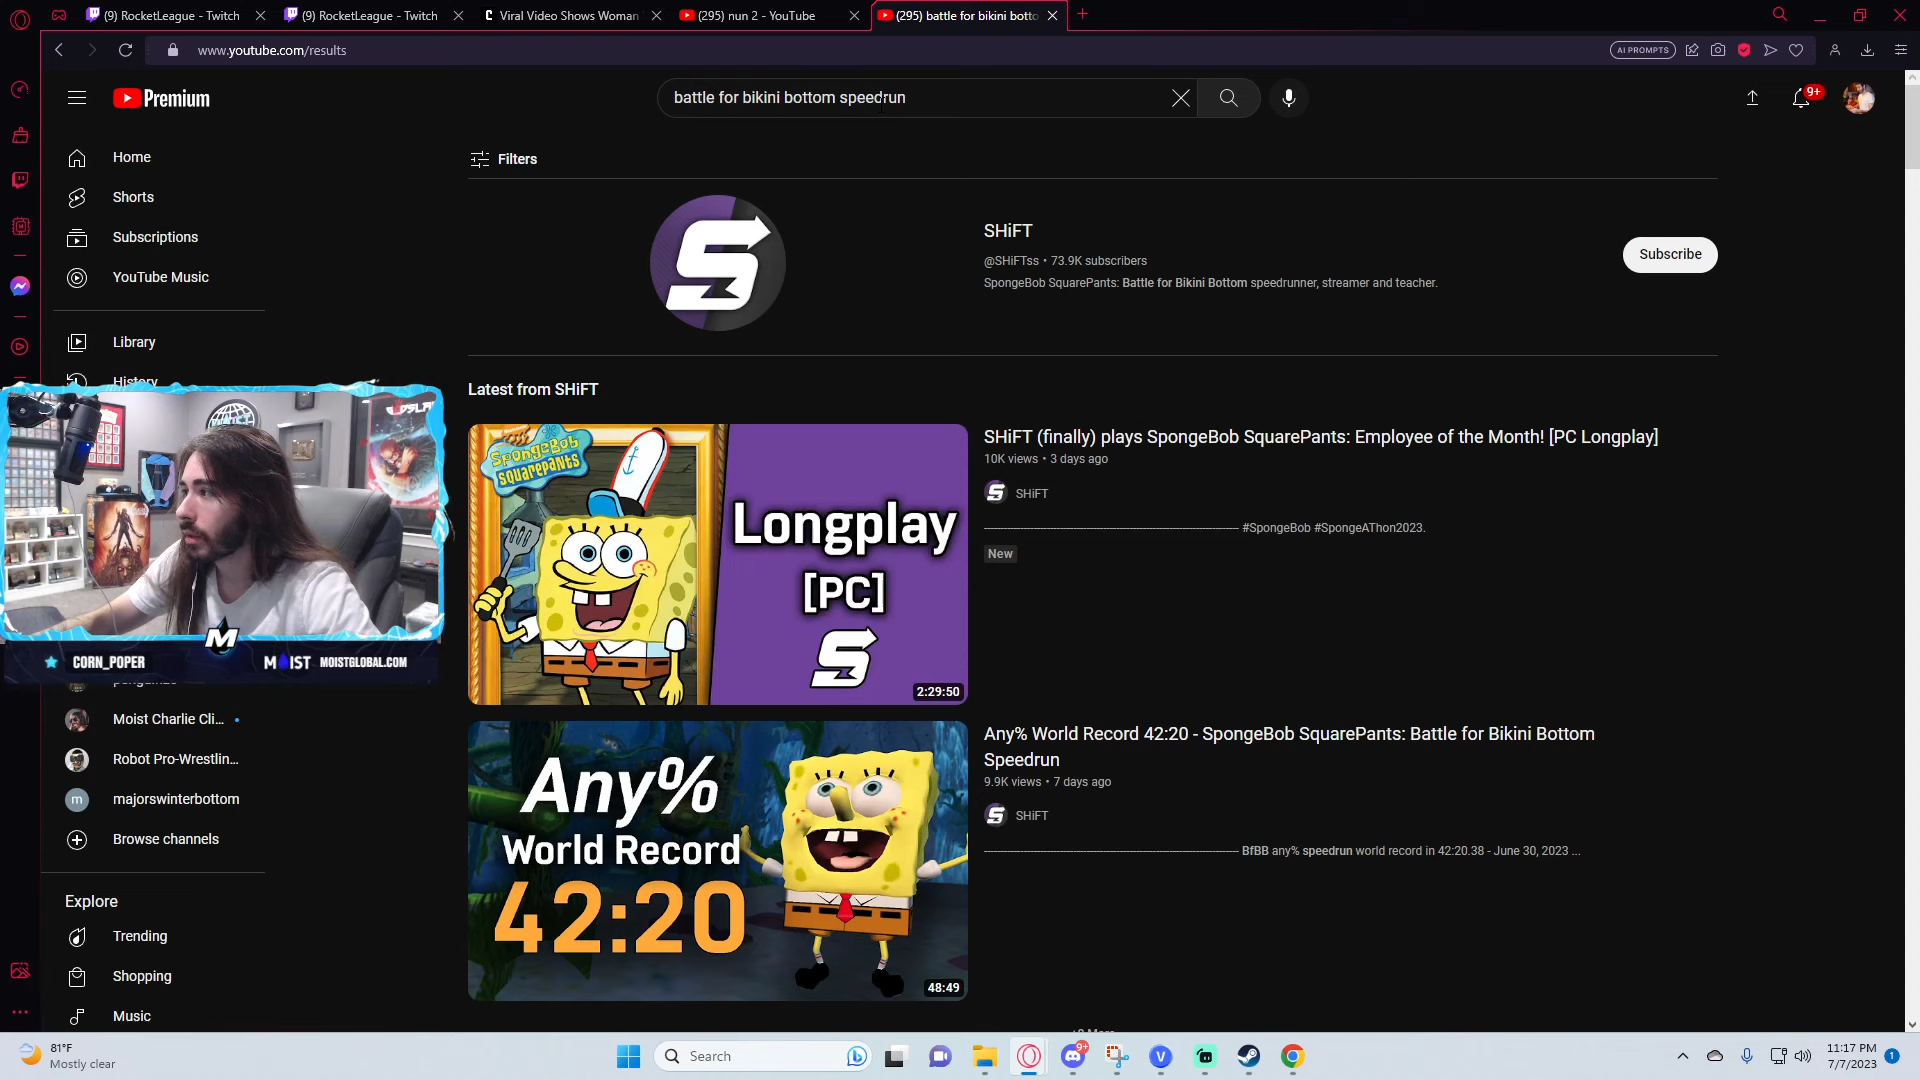 (9) RocketLeague - Twitch
(9) RocketLeague - Twitch
Viral Video Shows Woman
(295) nun 2 - YouTube
(295) battle for bikini botto
www.youtube.com/results
AI PROMPTS
Premium
battle for bikini bottom speedrun
9+
Home
Shorts
Subscriptions
YouTube Music
Library
History
Filters
SHiFT
@SHiFTss • 73.9K subscribers
SpongeBob SquarePants: Battle for Bikini Bottom speedrunner, streamer and teacher.
Subscribe
Latest from SHiFT
SpongeBob
SquarePants
Longplay
[PC]
2:29:50
SHiFT (finally) plays SpongeBob SquarePants: Employee of the Month! [PC Longplay]
10K views • 3 days ago
SHiFT
#SpongeBob #SpongeAThon2023.
New
CORN_POPER
MOIST
MOISTGLOBAL.COM
Moist Charlie Cli...
Robot Pro-Wrestlin...
m
majorswinterbottom
Browse channels
Explore
Trending
Shopping
Music
Any%
World Record
42:20
48:49
Any% World Record 42:20 - SpongeBob SquarePants: Battle for Bikini Bottom
Speedrun
9.9K views • 7 days ago
SHiFT
BfBB any% speedrun world record in 42:20.38 - June 30, 2023 ...
81°F
Mostly clear
Search
9+
11:17 PM
7/7/2023
1